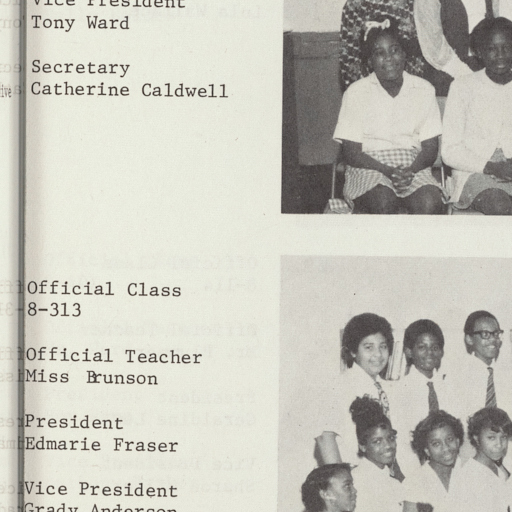 Vice President
Tony Ward
Secretary
Catherine Caldwell
Official Class
8-313
Official Teacher
Miss Brunson
President
Edmarie Fraser
Vice President
Grady Anderson